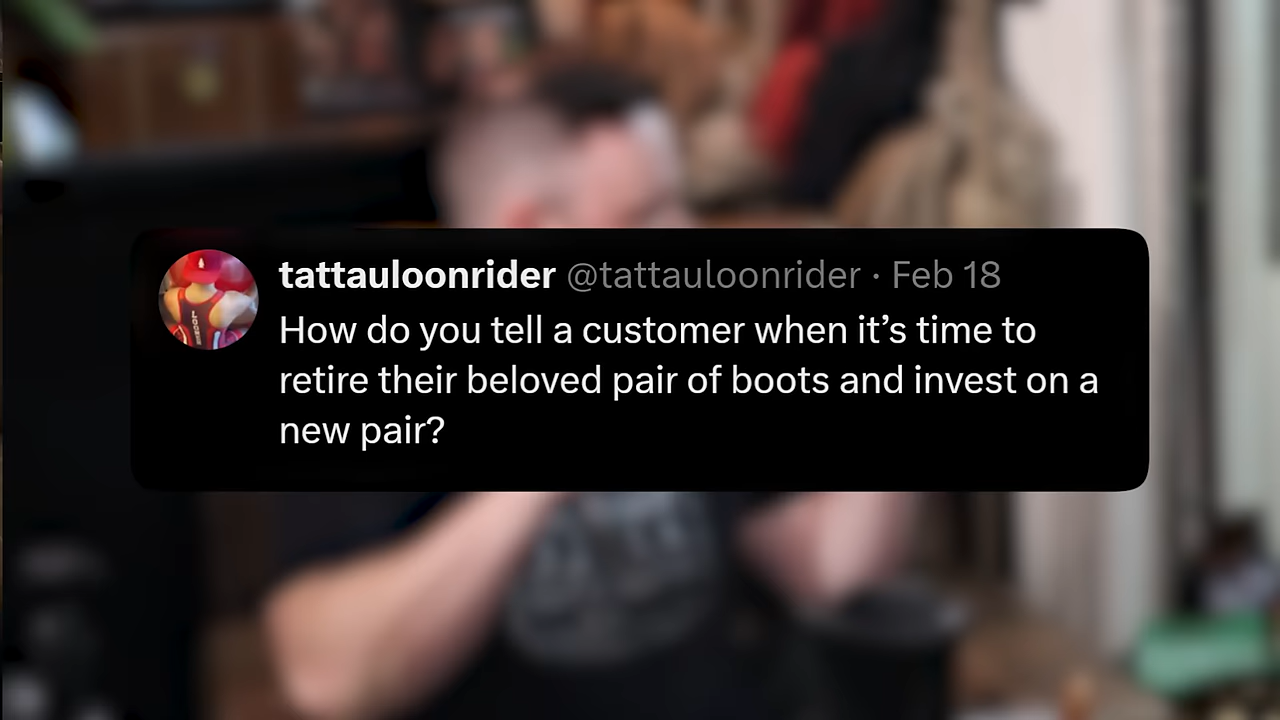 tattauloonrider @tattauloonrider · Feb 18
How do you tell a customer when it’s time to
retire their beloved pair of boots and invest on a
new pair?